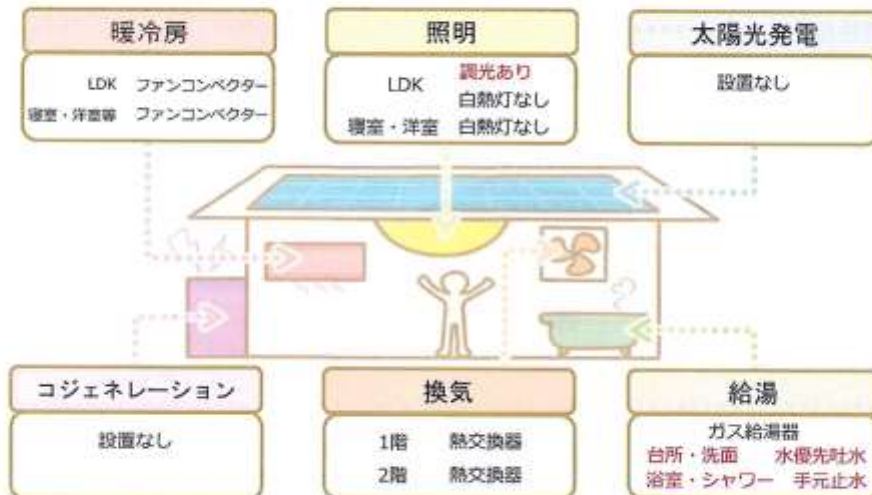 暖冷房
LDK ファンコンベクター
寝室・洋室等 ファンコンベクター
照明
LDK 調光あり
白熱灯なし
寝室・洋室 白熱灯なし
太陽光発電
設置なし
コジェネレーション
設置なし
換気
1階 熱交換器
2階 熱交換器
給湯
ガス給湯器
台所・洗面 水優先吐水
浴室・シャワー 手元止水